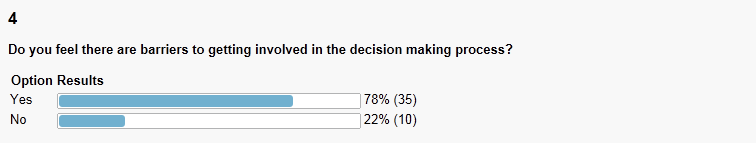 4
Do you feel there are barriers to getting involved in the decision making process?
Option Results
Yes 78% (35)
No 22% (10)